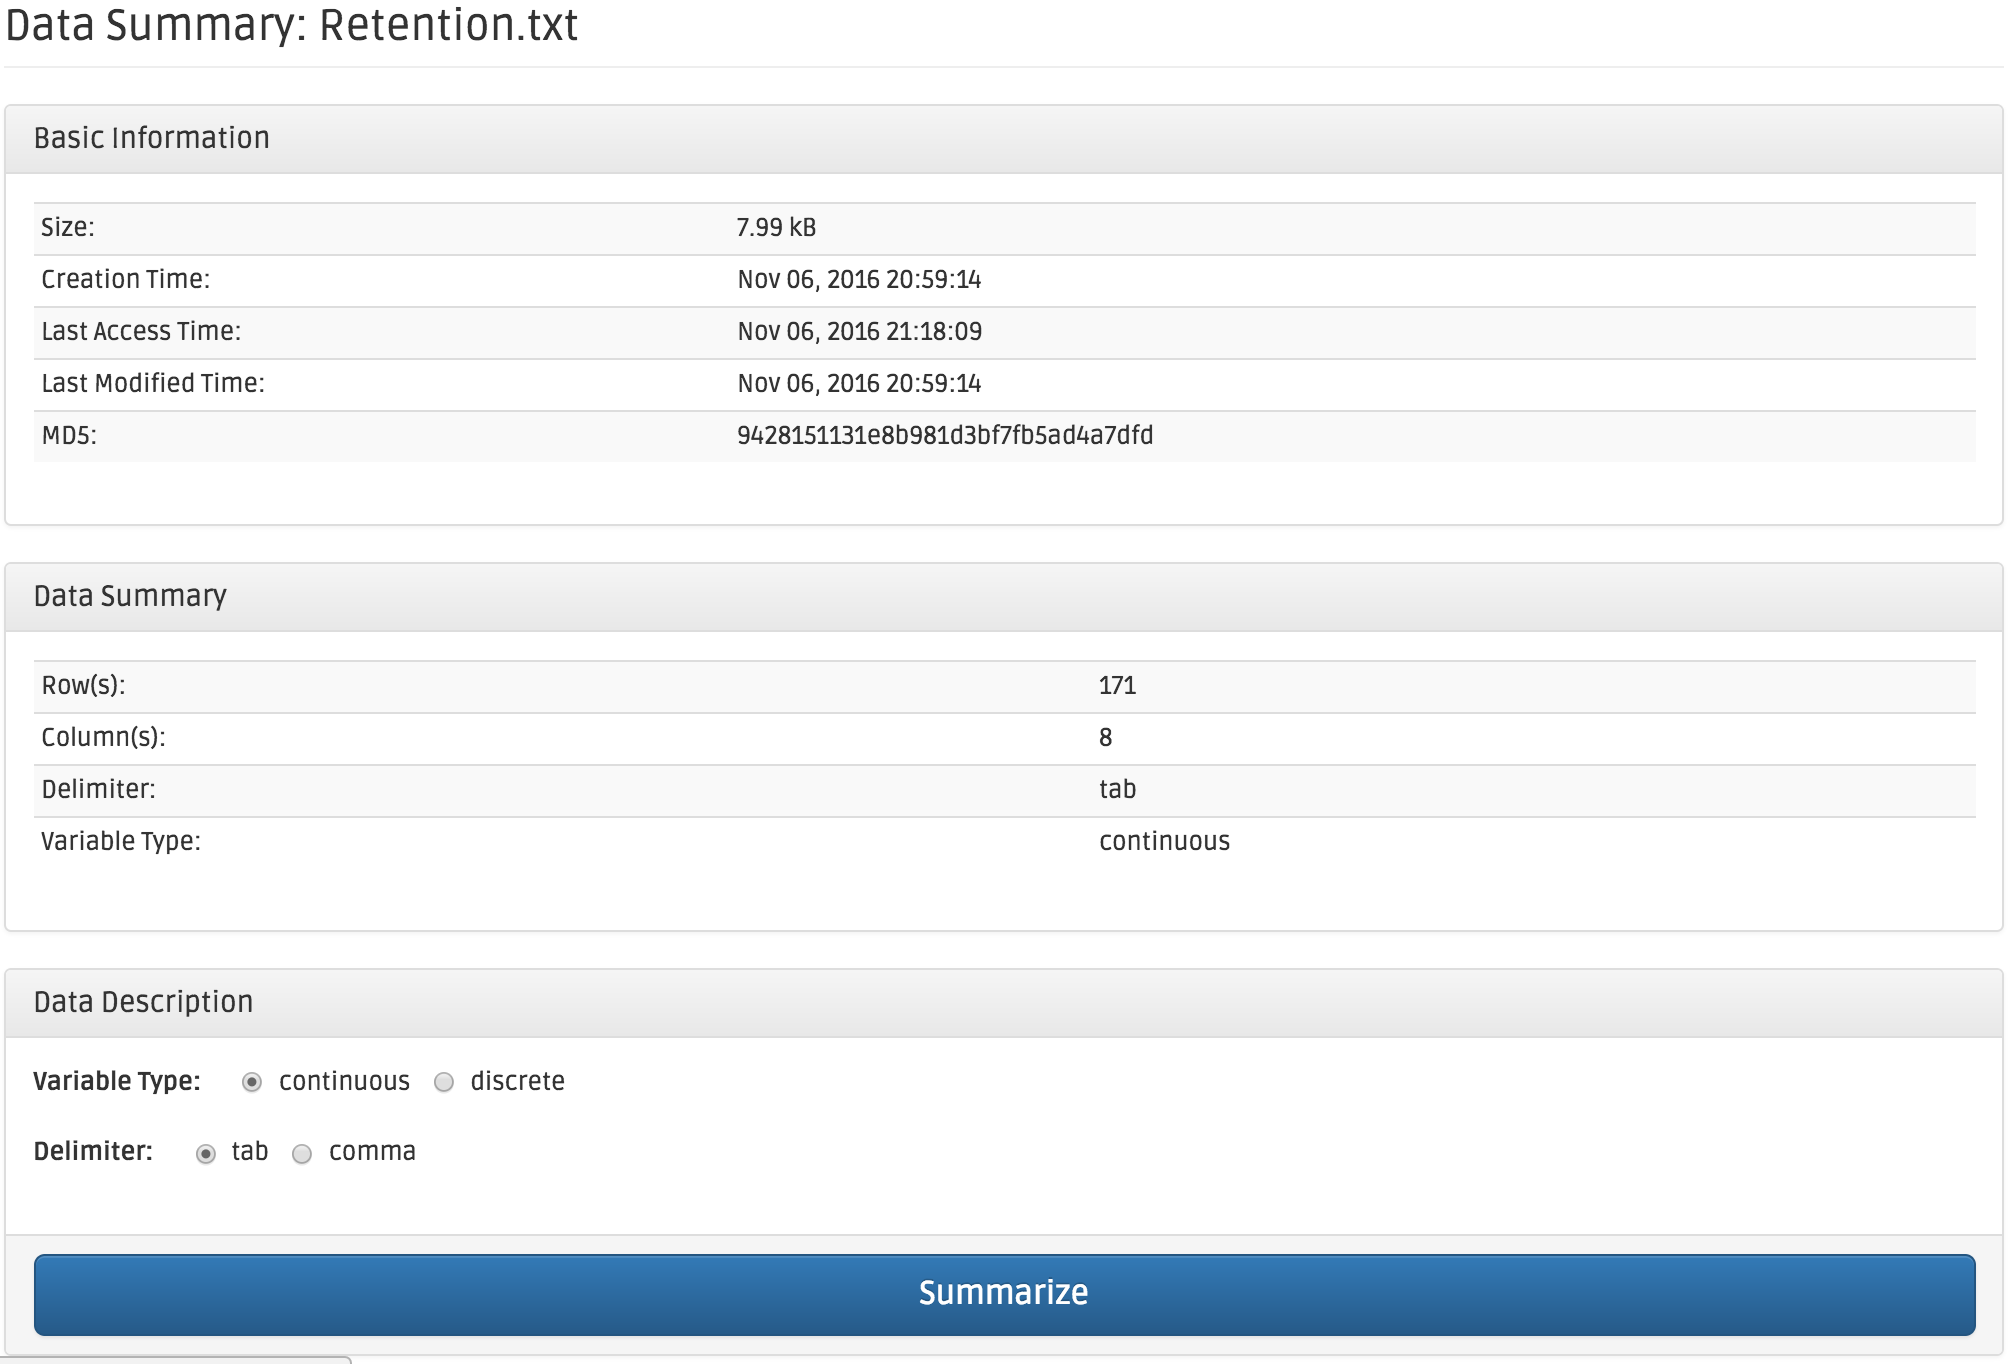 Data Summary: Retention.txt
Basic Information
Size: 7.99 kB
Creation Time: Nov 06, 2016 20:59:14
Last Access Time: Nov 06, 2016 21:18:09
Last Modified Time: Nov 06, 2016 20:59:14
MD5: 9428151131e8b981d3bf7fb5ad4a7dfd
Data Summary
Row(s): 171
Column(s): 8
Delimiter: tab
Variable Type: continuous
Data Description
Variable Type: continuous discrete
Delimiter: tab comma
Summarize